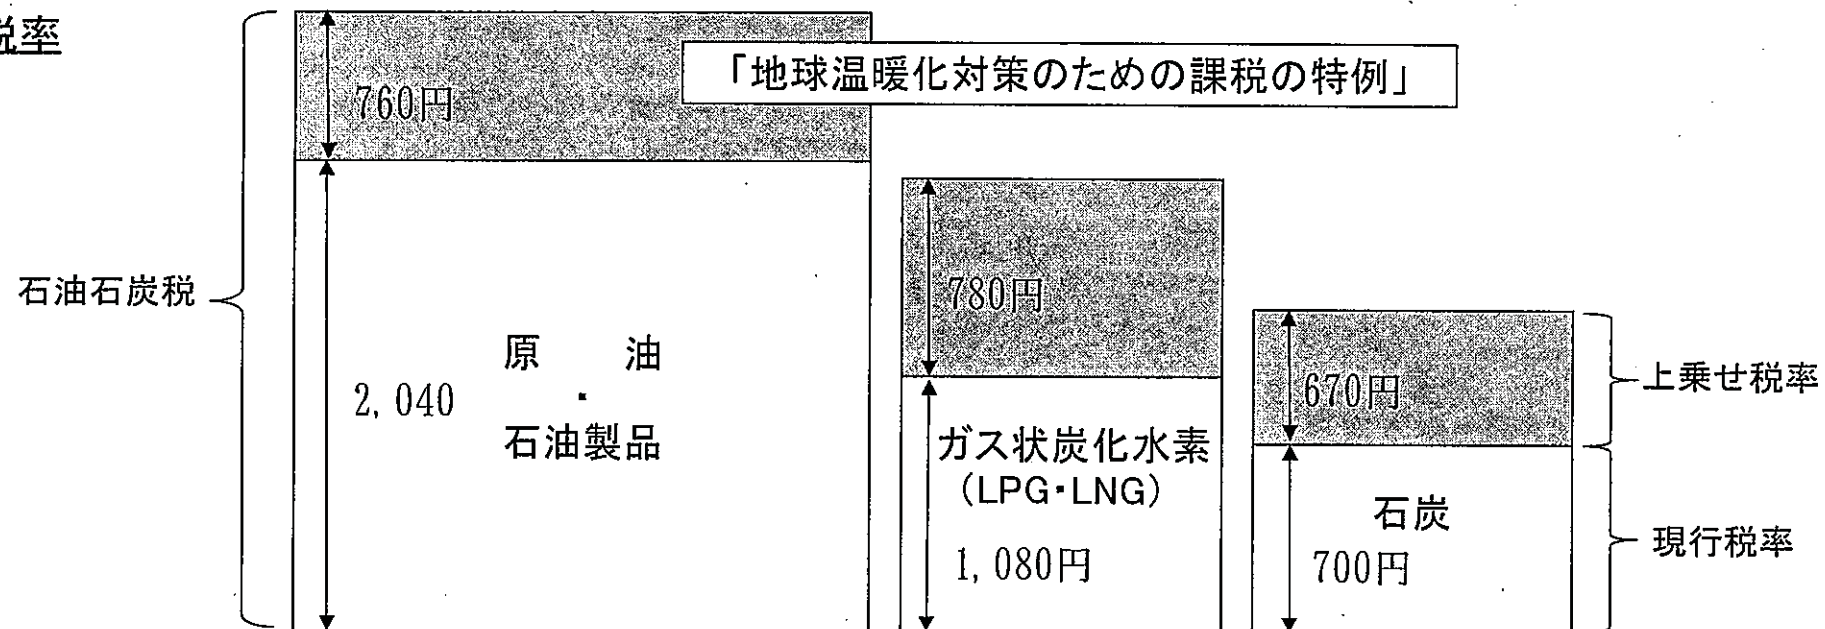 税率
「地球温暖化対策のための課税の特例」
760円
石油石炭税
2,040
原　油
・
石油製品
780円
ガス状炭化水素
(LPG・LNG)
1,080円
670円
石炭
700円
上乗せ税率
現行税率